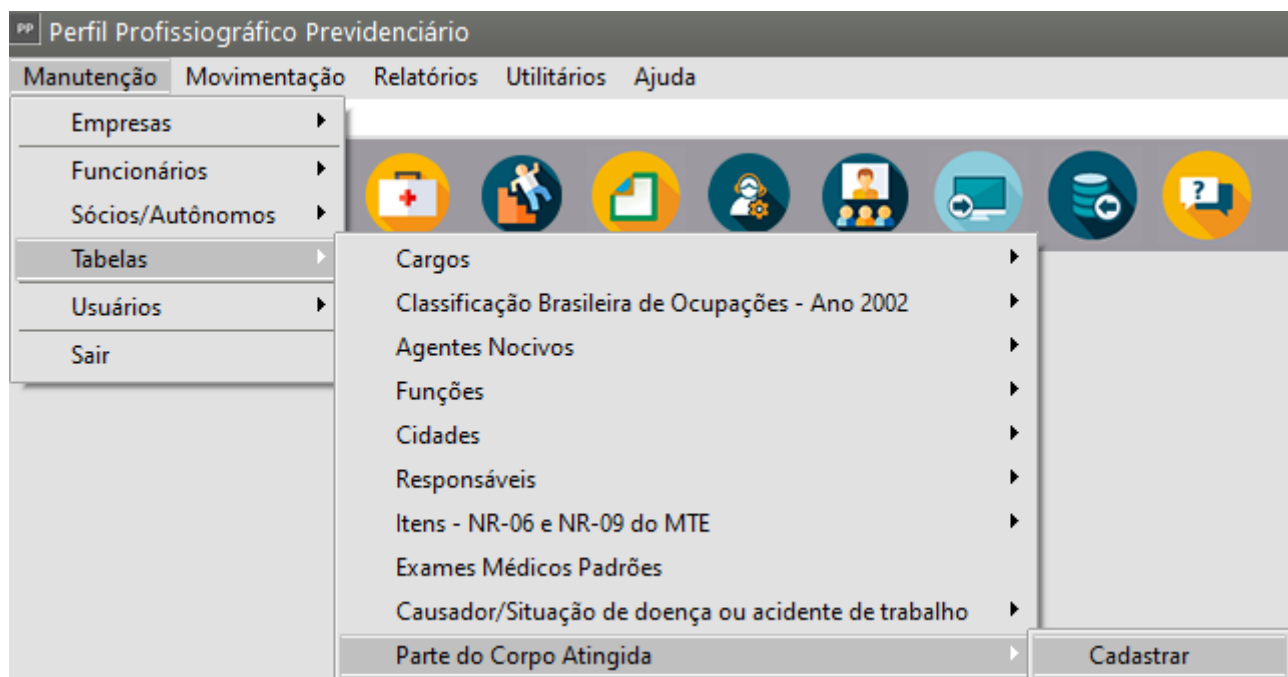 PP Perfil Profissiográfico Previdenciário
Manutenção Movimentação Relatórios Utilitários Ajuda
Empresas
Funcionários
Sócios/Autônomos
Tabelas
Usuários
Sair
?
Cargos
Classificação Brasileira de Ocupações - Ano 2002
Agentes Nocivos
Funções
Cidades
Responsáveis
Itens - NR-06 e NR-09 do MTE
Exames Médicos Padrões
Causador/Situação de doença ou acidente de trabalho
Parte do Corpo Atingida
Cadastrar